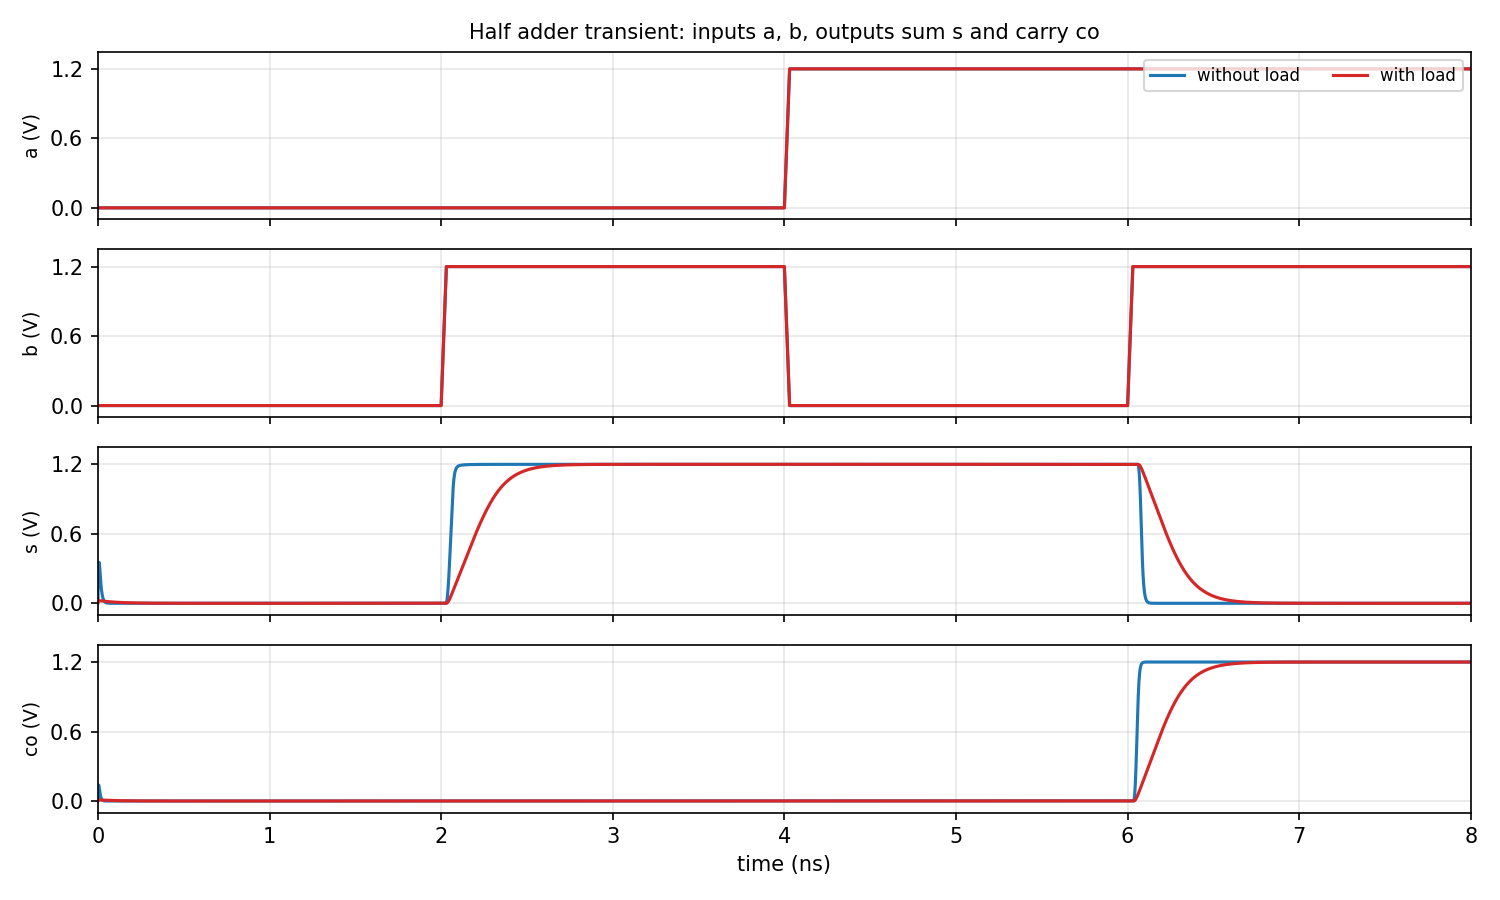 Half adder transient: inputs a, b, outputs sum s and carry co
a (V)
1.2
0.6
0.0
without load with load
b (V)
1.2
0.6
0.0
s (V)
1.2
0.6
0.0
co (V)
1.2
0.6
0.0
0 1 2 3 4 5 6 7 8
time (ns)